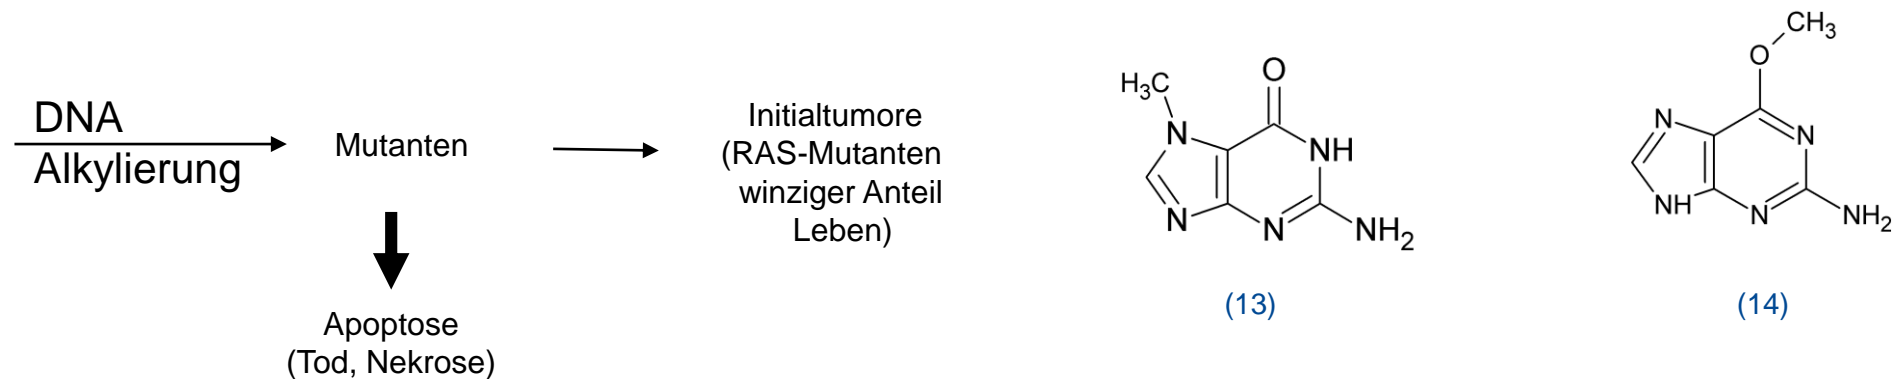 DNA
Alkylierung
Mutanten
Initialtumore
(RAS-Mutanten
winziger Anteil
Leben)
Apoptose
(Tod, Nekrose)
H₃C
O
N
NH
N
N
NH₂
(13)
CH₃
O
N
N
NH
N
NH₂
(14)